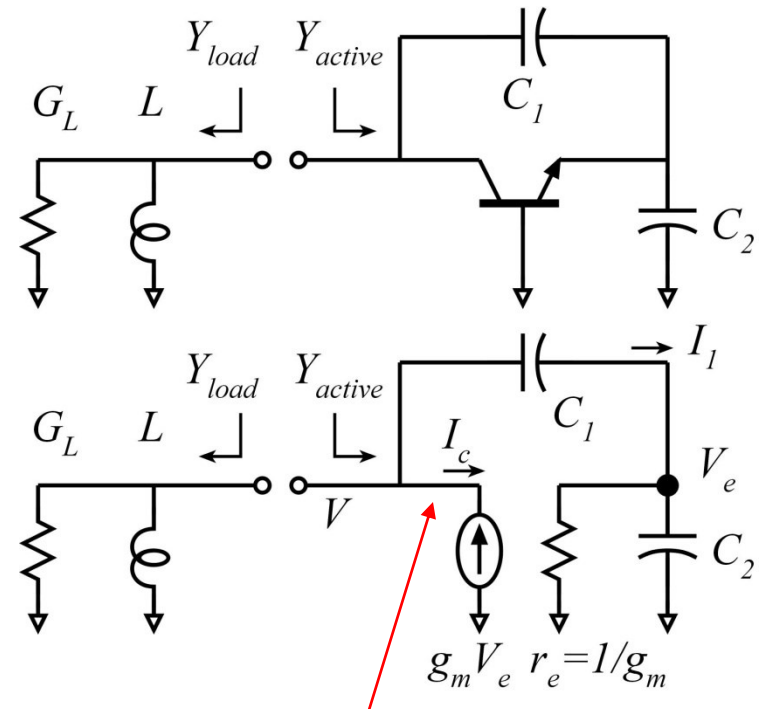 Y_load Y_active
G_L L C_1
C_2
I_1
Y_load Y_active
G_L L I_c C_1 V_e
V C_2
g_m V_e r_e=1/g_m